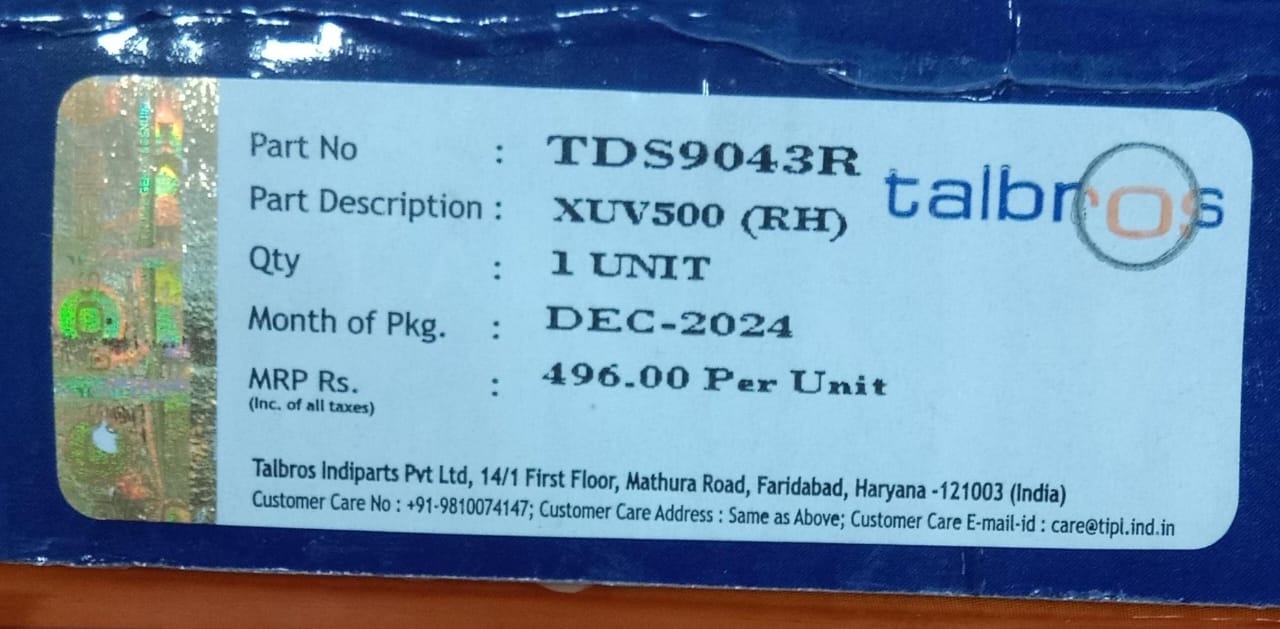 Part No : TDS9043R
talbros
Part Description : XUV500 (RH)
Qty : 1 UNIT
Month of Pkg. : DEC-2024
MRP Rs. : 496.00 Per Unit
(Inc. of all taxes)
Talbros Indiparts Pvt Ltd, 14/1 First Floor, Mathura Road, Faridabad, Haryana -121003 (India)
Customer Care No : +91-9810074147; Customer Care Address : Same as Above; Customer Care E-mail-id : care@tipl.ind.in